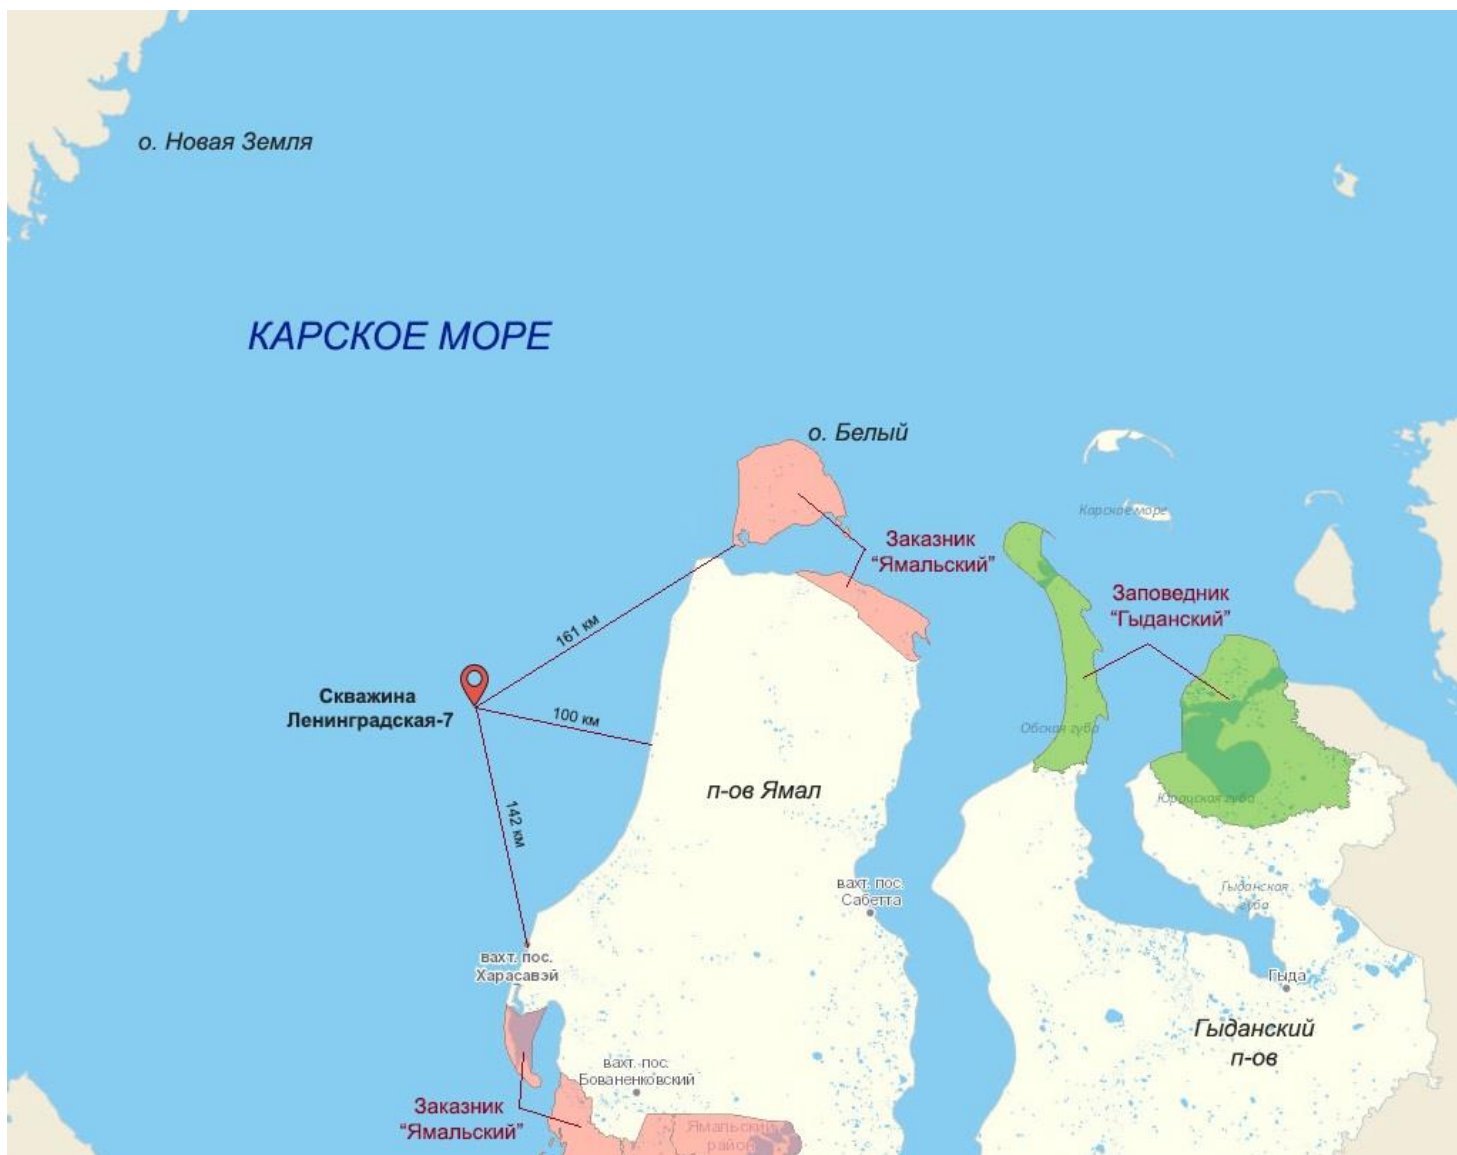 о. Новая Земля
КАРСКОЕ МОРЕ
о. Белый
Карское море
Заказник
“Ямальский”
Заповедник
“Гыданский”
161 км
Скважина
Ленинградская-7
100 км
Обская губа
142 км
п-ов Ямал
Юрацкая губа
вахт. пос.
Сабетта
Гыданская
губа
вахт. пос.
Харасавэй
Гыда
Гыданский
п-ов
вахт. пос.
Бованенковский
Заказник
“Ямальский”
Ямальский
район